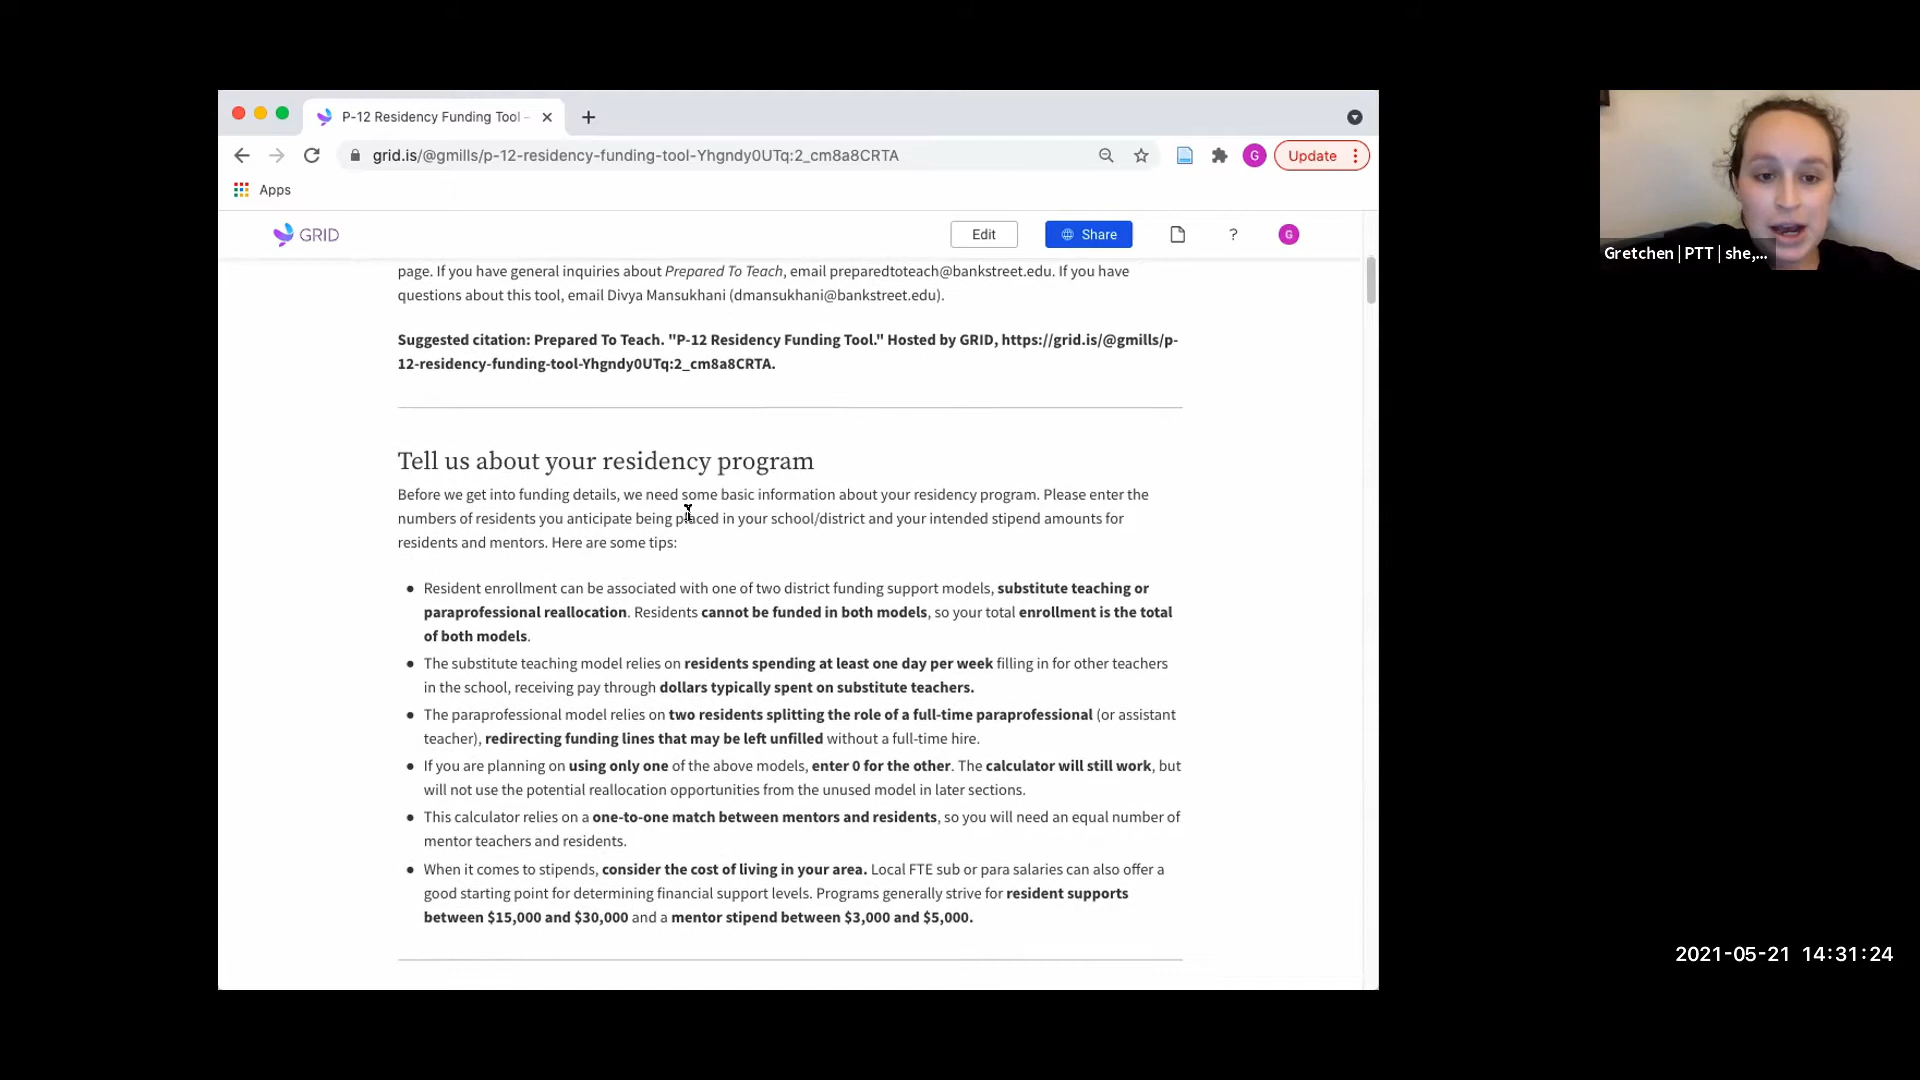 P-12 Residency Funding Tool -
grid.is/@gmills/p-12-residency-funding-tool-Yhgndy0UTq:2_cm8a8CRTA
G
Update
Apps
GRID
Edit
Share
?
G
page. If you have general inquiries about Prepared To Teach, email preparedtoteach@bankstreet.edu. If you have
questions about this tool, email Divya Mansukhani (dmansukhani@bankstreet.edu).
Suggested citation: Prepared To Teach. "P-12 Residency Funding Tool." Hosted by GRID, https://grid.is/@gmills/p-
12-residency-funding-tool-Yhgndy0UTq:2_cm8a8CRTA.
Tell us about your residency program
Before we get into funding details, we need some basic information about your residency program. Please enter the
numbers of residents you anticipate being placed in your school/district and your intended stipend amounts for
residents and mentors. Here are some tips:
● Resident enrollment can be associated with one of two district funding support models, substitute teaching or
paraprofessional reallocation. Residents cannot be funded in both models, so your total enrollment is the total
of both models.
● The substitute teaching model relies on residents spending at least one day per week filling in for other teachers
in the school, receiving pay through dollars typically spent on substitute teachers.
● The paraprofessional model relies on two residents splitting the role of a full-time paraprofessional (or assistant
teacher), redirecting funding lines that may be left unfilled without a full-time hire.
● If you are planning on using only one of the above models, enter 0 for the other. The calculator will still work, but
will not use the potential reallocation opportunities from the unused model in later sections.
● This calculator relies on a one-to-one match between mentors and residents, so you will need an equal number of
mentor teachers and residents.
● When it comes to stipends, consider the cost of living in your area. Local FTE sub or para salaries can also offer a
good starting point for determining financial support levels. Programs generally strive for resident supports
between $15,000 and $30,000 and a mentor stipend between $3,000 and $5,000.
Gretchen | PTT | she,...
2021-05-21 14:31:24